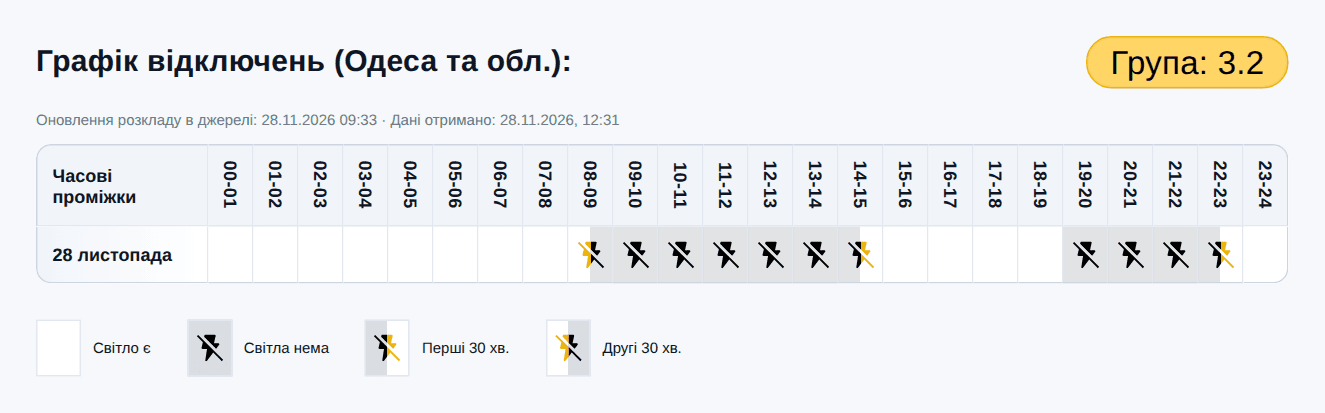 Графік відключень (Одеса та обл.):
Група: 3.2
Оновлення розкладу в джерелі: 28.11.2026 09:33 · Дані отримано: 28.11.2026, 12:31
Часові
проміжки
00-01
01-02
02-03
03-04
04-05
05-06
06-07
07-08
08-09
09-10
10-11
11-12
12-13
13-14
14-15
15-16
16-17
17-18
18-19
19-20
20-21
21-22
22-23
23-24
28 листопада
Світло є
Світла нема
Перші 30 хв.
Другі 30 хв.